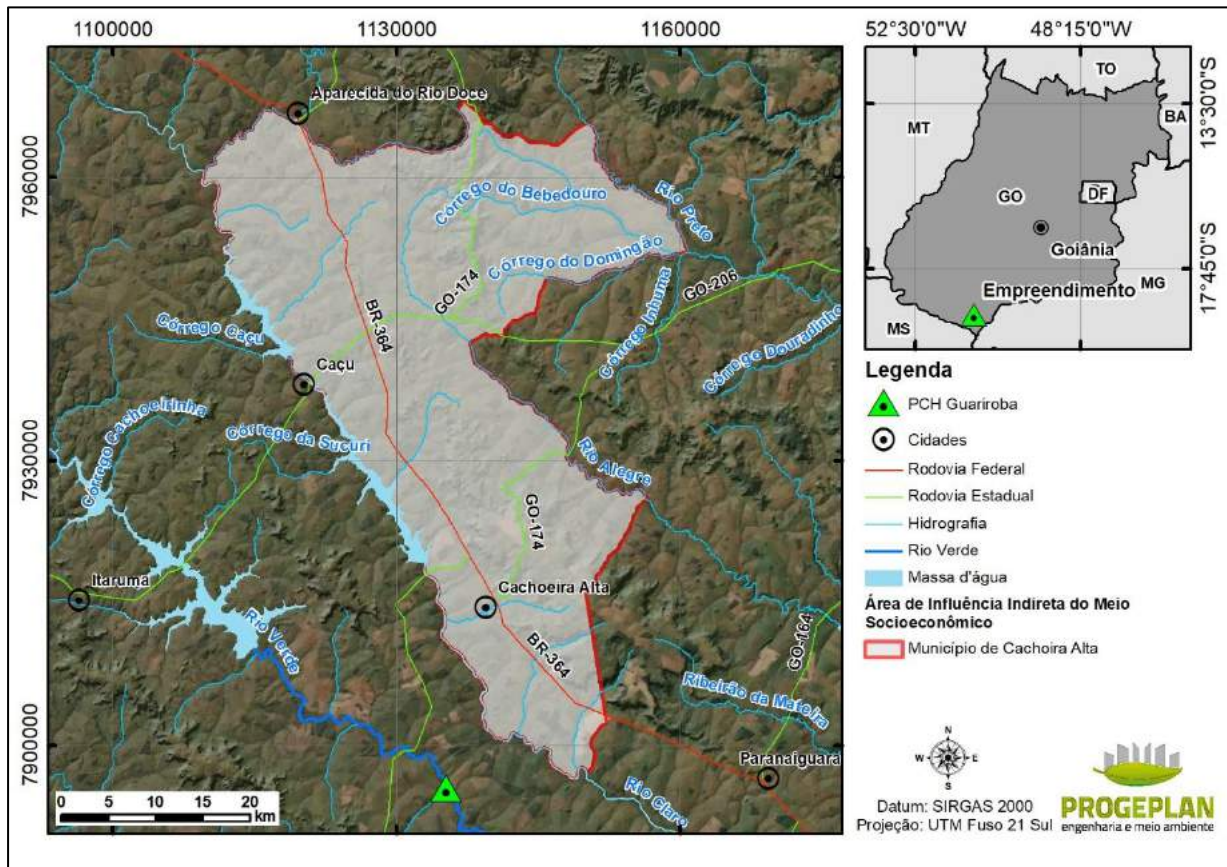 11000000
11300000
11600000
7960000
7930000
7900000
Aparecida do Rio Doce
Córrego do Bebedouro
Rio Preto
Córrego do Domingão
GO-174
GO-206
Córrego Inhuma
Córrego Douradinho
BR-364
Córrego Caçu
Caçu
Córrego Cachoeirinha
Córrego da Sucuri
Rio Alegre
GO-174
Itarumã
Cachoeira Alta
GO-164
Rio Verde
BR-364
Ribeirão da Mateira
Paranaiguara
Rio Claro
0 5 10 15 20
km
52°30'0"W
48°15'0"W
13°30'0"S
17°45'0"S
TO
MT
BA
GO
DF
Goiânia
Empreendimento
MG
MS
Legenda
PCH Guariroba
Cidades
Rodovia Federal
Rodovia Estadual
Hidrografia
Rio Verde
Massa d'água
Área de Influência Indireta do Meio
Socioeconômico
Município de Cachoira Alta
N
W
E
S
Datum: SIRGAS 2000
Projeção: UTM Fuso 21 Sul
PROGEPLAN
engenharia e meio ambiente